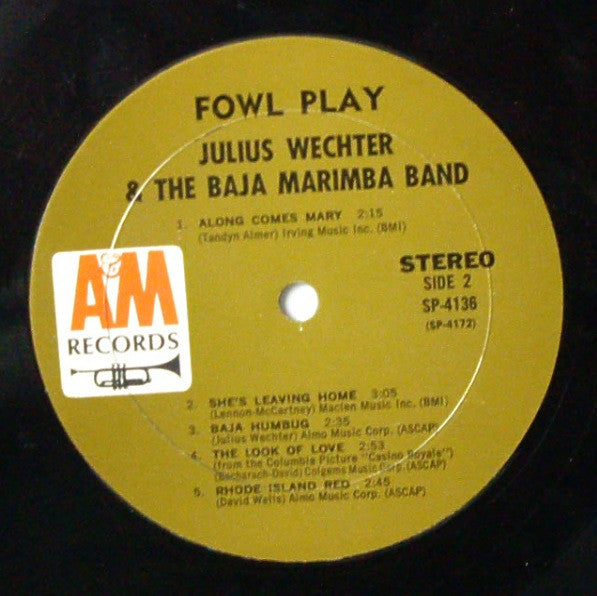 FOWL PLAY
JULIUS WECHTER
& THE BAJA MARIMBA BAND
1. ALONG COMES MARY 2:15
(Tandyn Almer) Irving Music Inc. (BMI)
AM
RECORDS
STEREO
SIDE 2
SP-4136
(SP-4172)
2. SHE'S LEAVING HOME 3:05
(Lennon-McCartney) Maclen Music Inc. (BMI)
3. BAJA HUMBUG 2:35
(Julius Wechter) Almo Music Corp. (ASCAP)
4. THE LOOK OF LOVE 2:53
(from the Columbia Picture "Casino Royale")
(Bacharach-David) Colgems Music Corp. (ASCAP)
5. RHODE ISLAND RED 2:45
(David Wells) Almo Music Corp. (ASCAP)